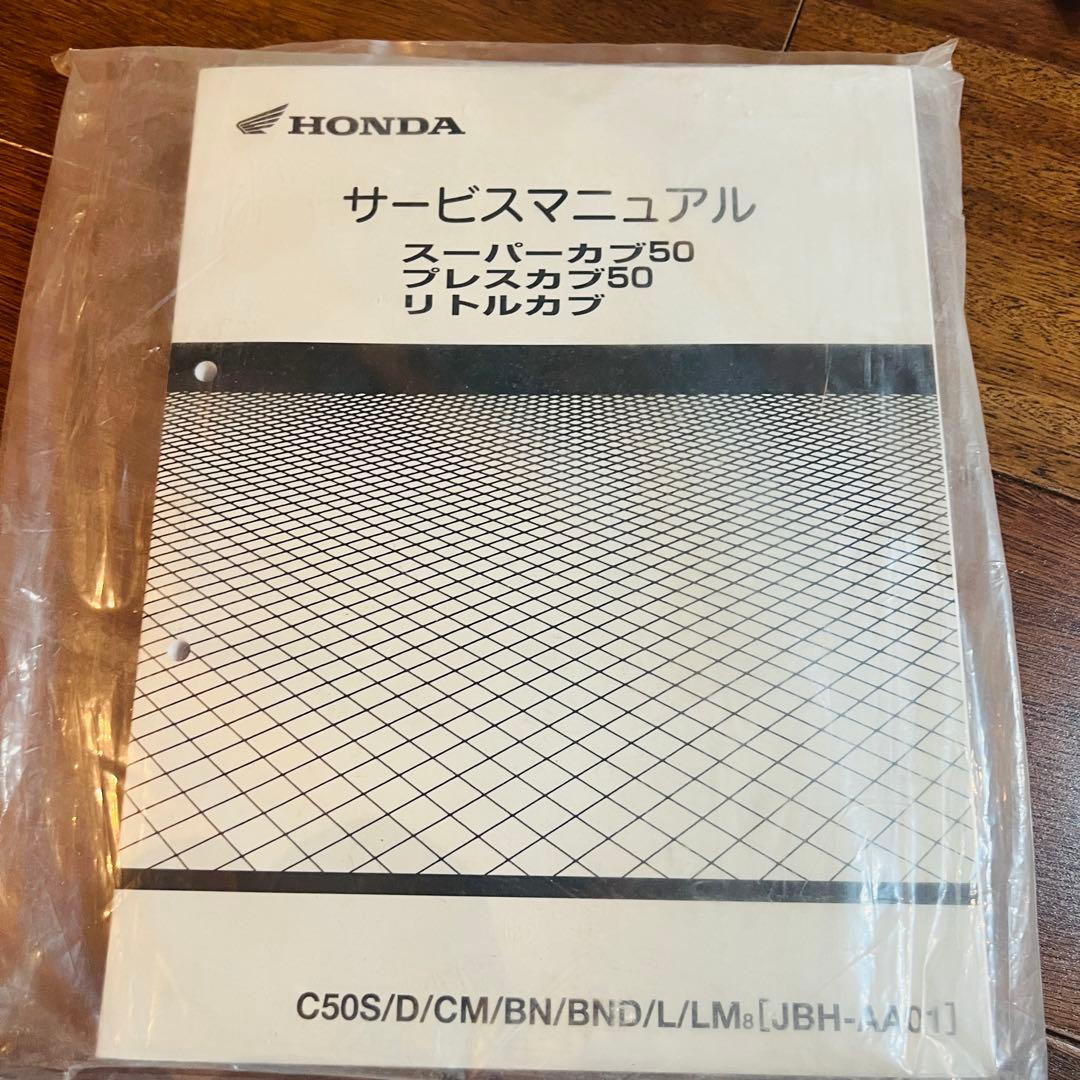 HONDA
サービスマニュアル
スーパーカブ50
プレスカブ50
リトルカブ
C50S/D/CM/BN/BND/L/LM8[JBH-AA01]